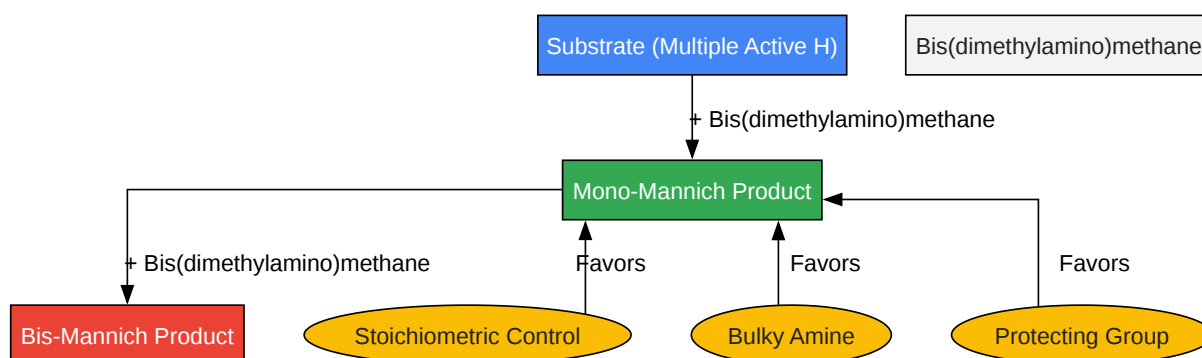 Substrate (Multiple Active H)
Bis(dimethylamino)methane
+ Bis(dimethylamino)methane
Mono-Mannich Product
+ Bis(dimethylamino)methane
Favors
Favors
Favors
Bis-Mannich Product
Stoichiometric Control
Bulky Amine
Protecting Group